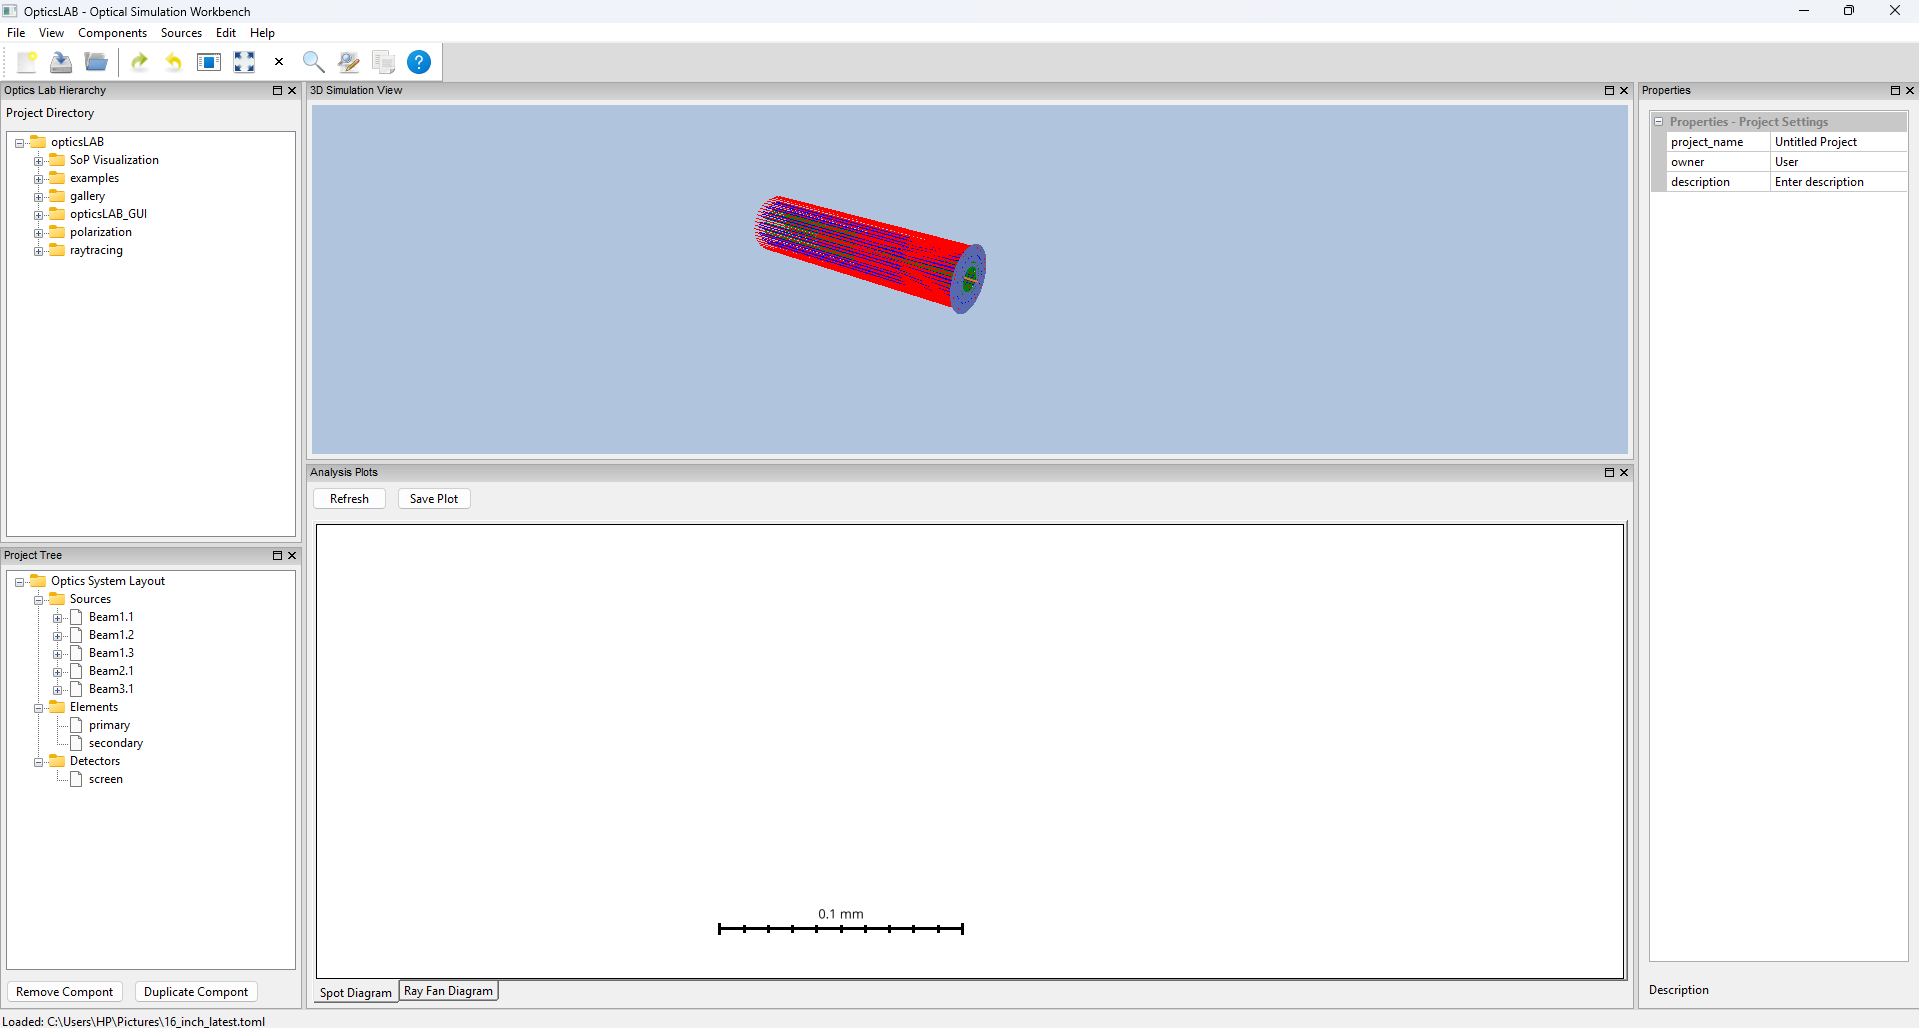 OpticsLAB - Optical Simulation Workbench
File View Components Sources Edit Help
?
Optics Lab Hierarchy
Project Directory
opticsLAB
SoP Visualization
examples
gallery
opticsLAB_GUI
polarization
raytracing
Project Tree
Optics System Layout
Sources
Beam1.1
Beam1.2
Beam1.3
Beam2.1
Beam3.1
Elements
primary
secondary
Detectors
screen
Remove Compont Duplicate Compont
3D Simulation View
Analysis Plots
Refresh Save Plot
0.1 mm
Spot Diagram Ray Fan Diagram
Properties
Properties - Project Settings
project_name Untitled Project
owner User
description Enter description
Description
Loaded: C:\Users\HP\Pictures\16_inch_latest.toml